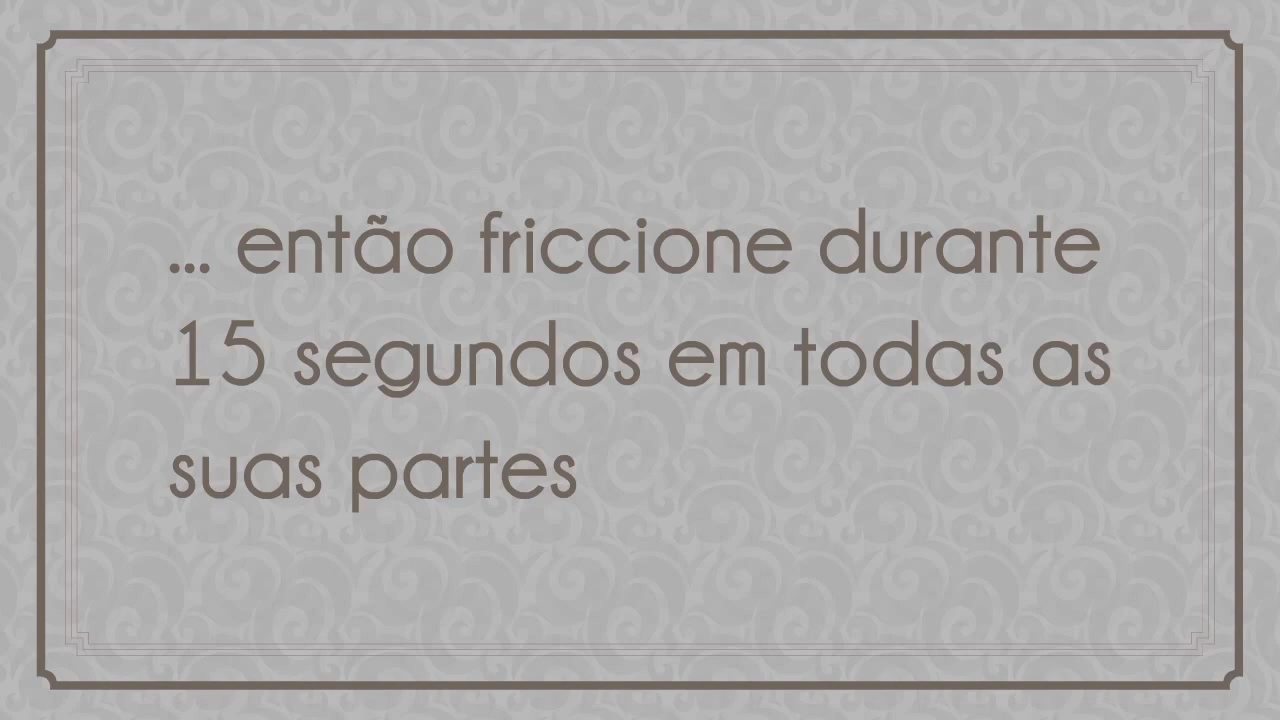 ... então friccione durante
15 segundos em todas as
suas partes